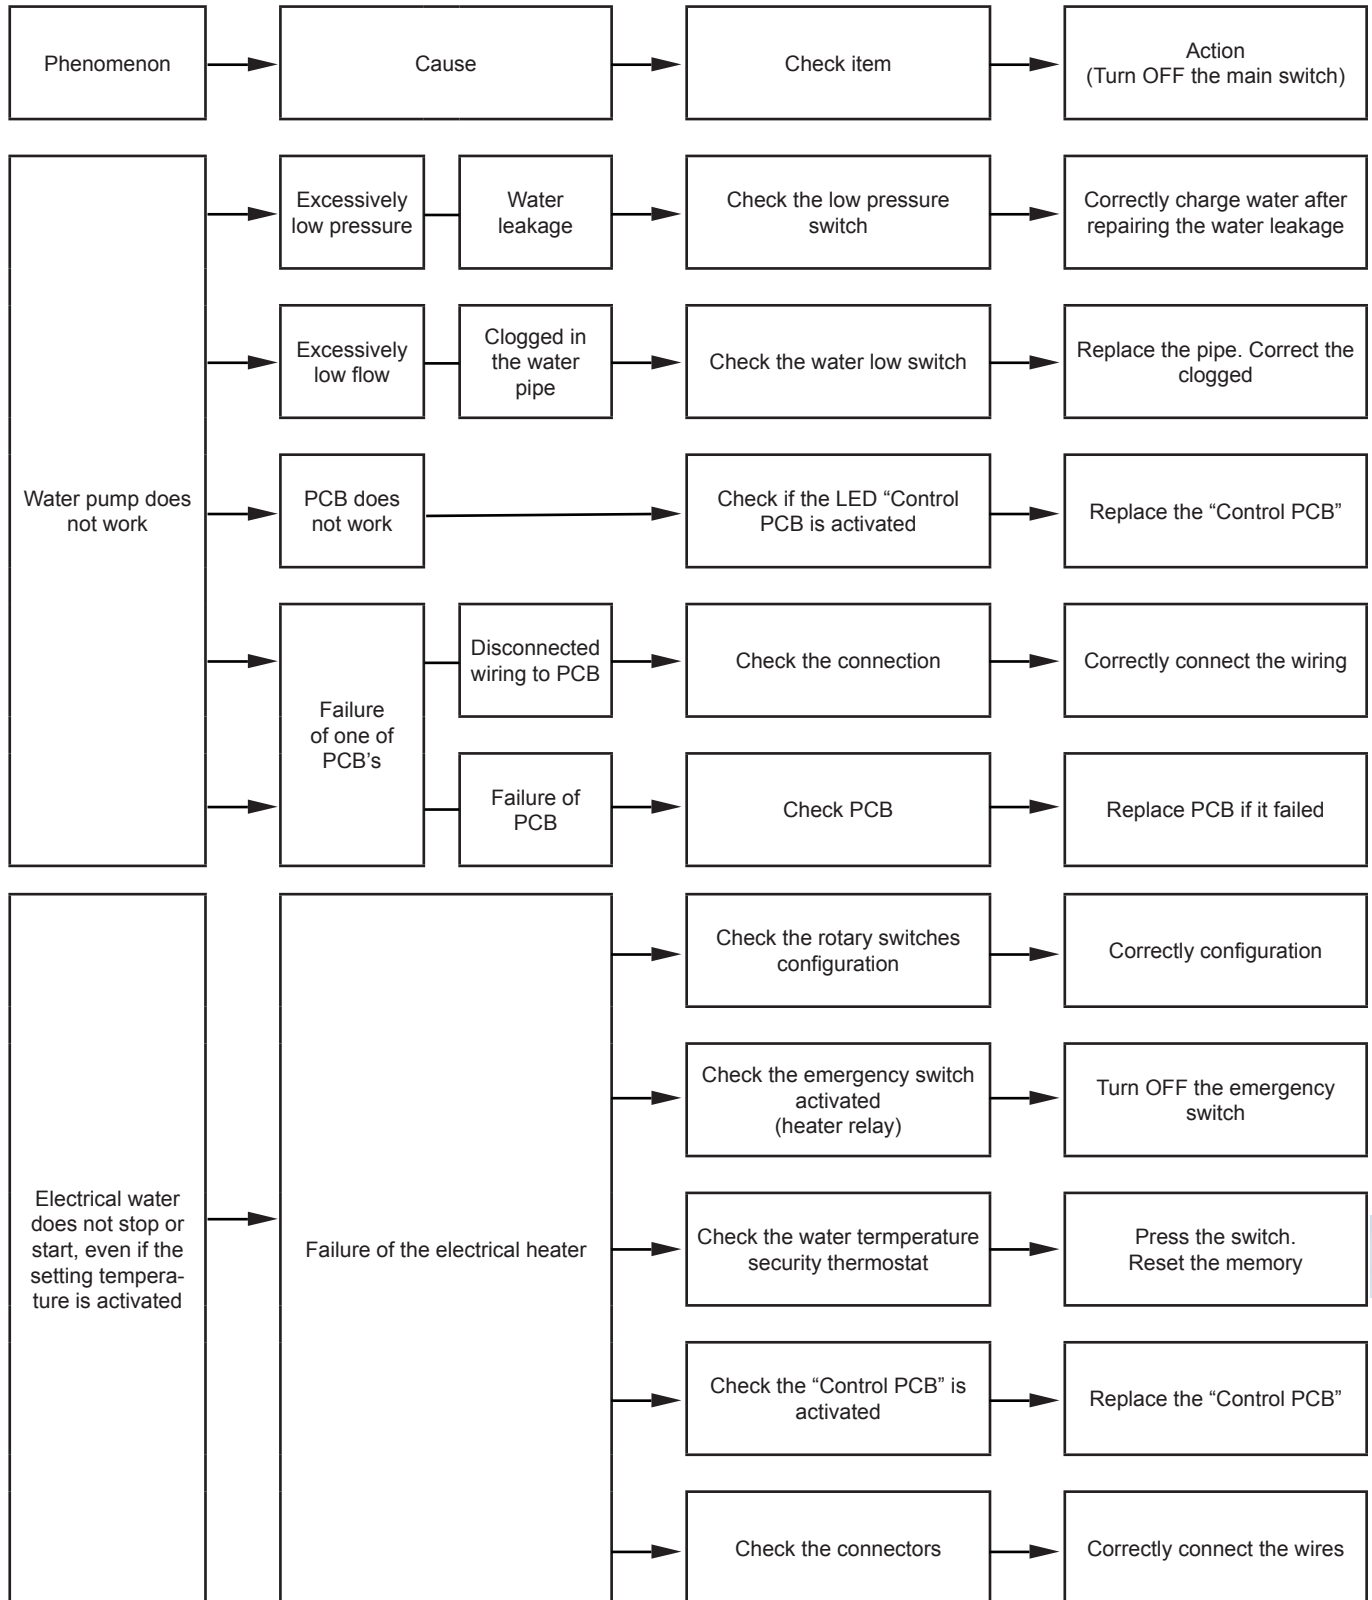 Phenomenon
Cause
Check item
Action
(Turn OFF the main switch)
Water pump does
not work
Excessively
low pressure
Water
leakage
Check the low pressure
switch
Correctly charge water after
repairing the water leakage
Excessively
low flow
Clogged in
the water
pipe
Check the water low switch
Replace the pipe. Correct the
clogged
PCB does
not work
Check if the LED “Control
PCB is activated
Replace the “Control PCB”
Failure
of one of
PCB's
Disconnected
wiring to PCB
Check the connection
Correctly connect the wiring
Failure of
PCB
Check PCB
Replace PCB if it failed
Electrical water
does not stop or
start, even if the
setting tempera-
ture is activated
Failure of the electrical heater
Check the rotary switches
configuration
Correctly configuration
Check the emergency switch
activated
(heater relay)
Turn OFF the emergency
switch
Check the water termperature
security thermostat
Press the switch.
Reset the memory
Check the “Control PCB” is
activated
Replace the “Control PCB”
Check the connectors
Correctly connect the wires